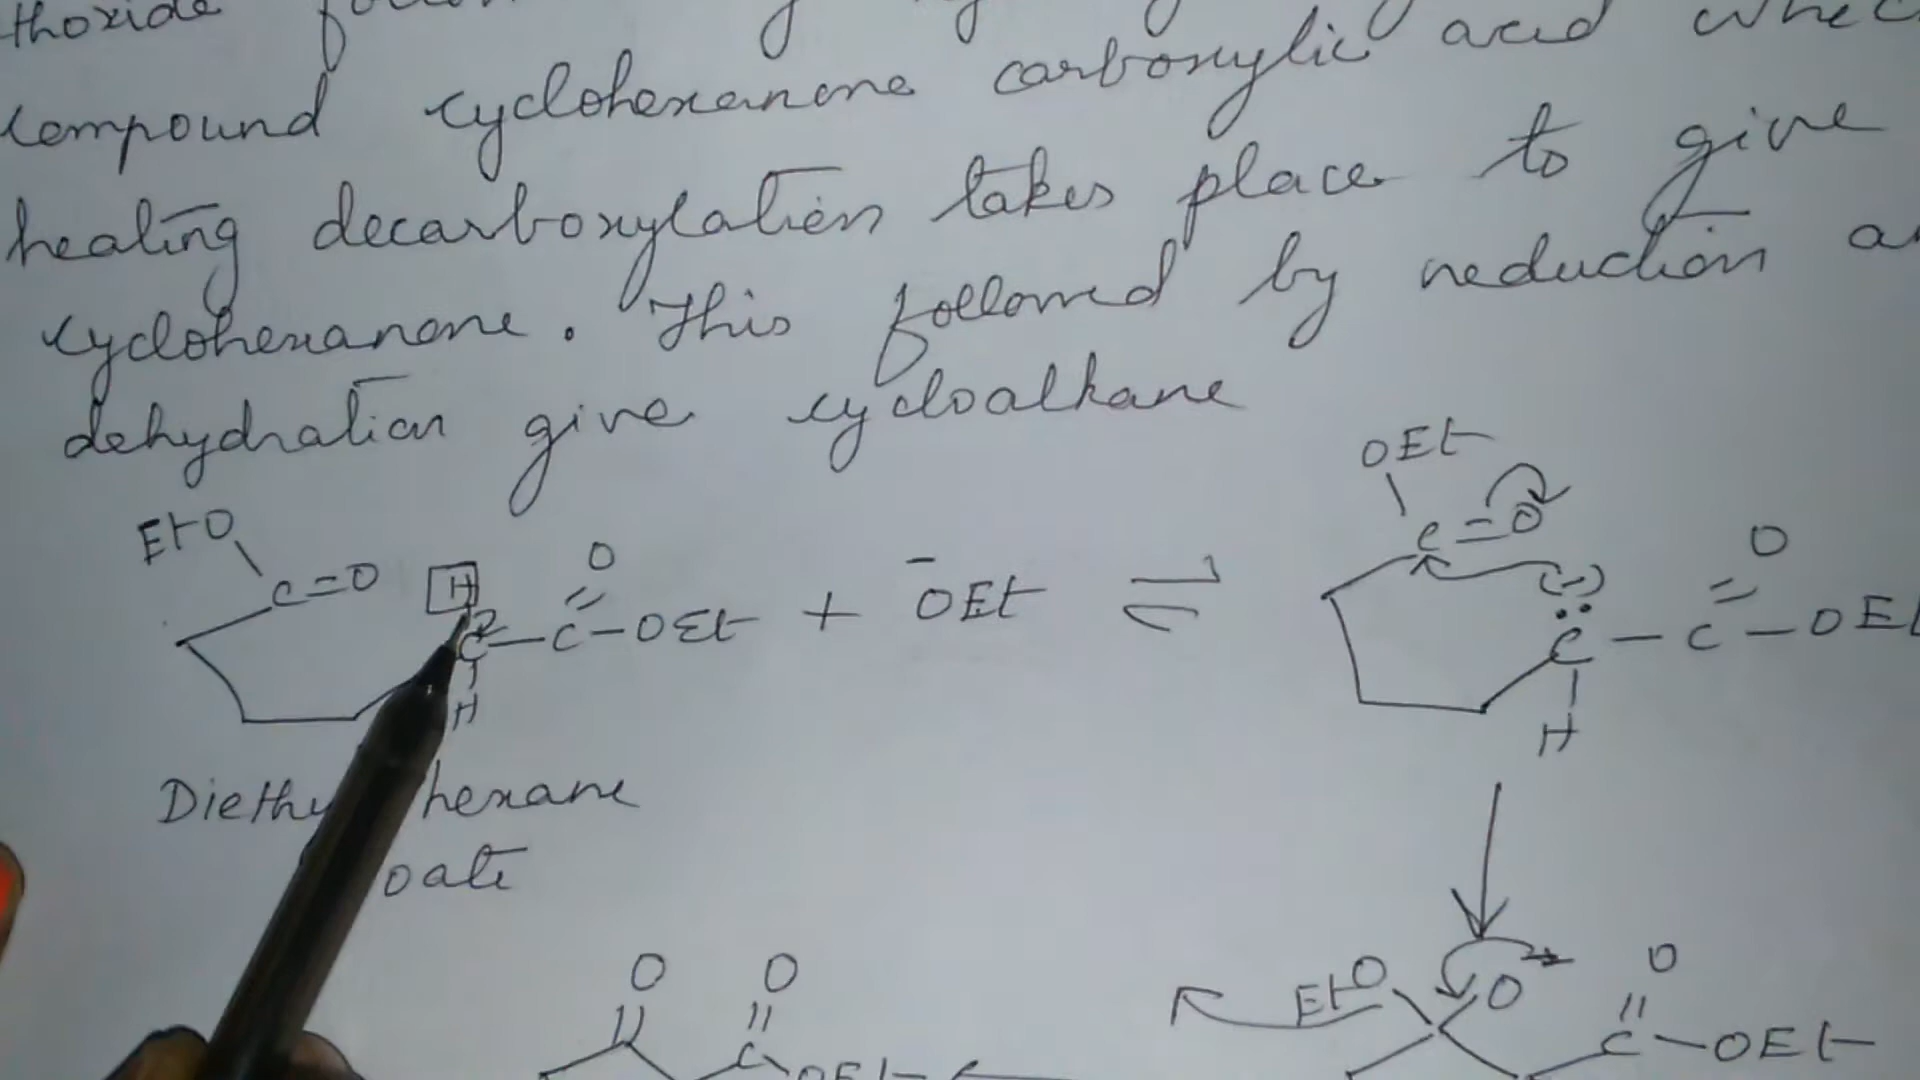 thoxide
compound cyclohexanone carboxylic acid
healing decarboxylation takes place to give
cyclohexanone. This followed by reduction
dehydration give cycloalkane
OEt
EtO
C=O H O C=O (-) O
C-C-OEt + -OEt ⇌ C-C-OEt
H H
Diethy hexane
oate
O O EtO O O
C OEt C-OEt